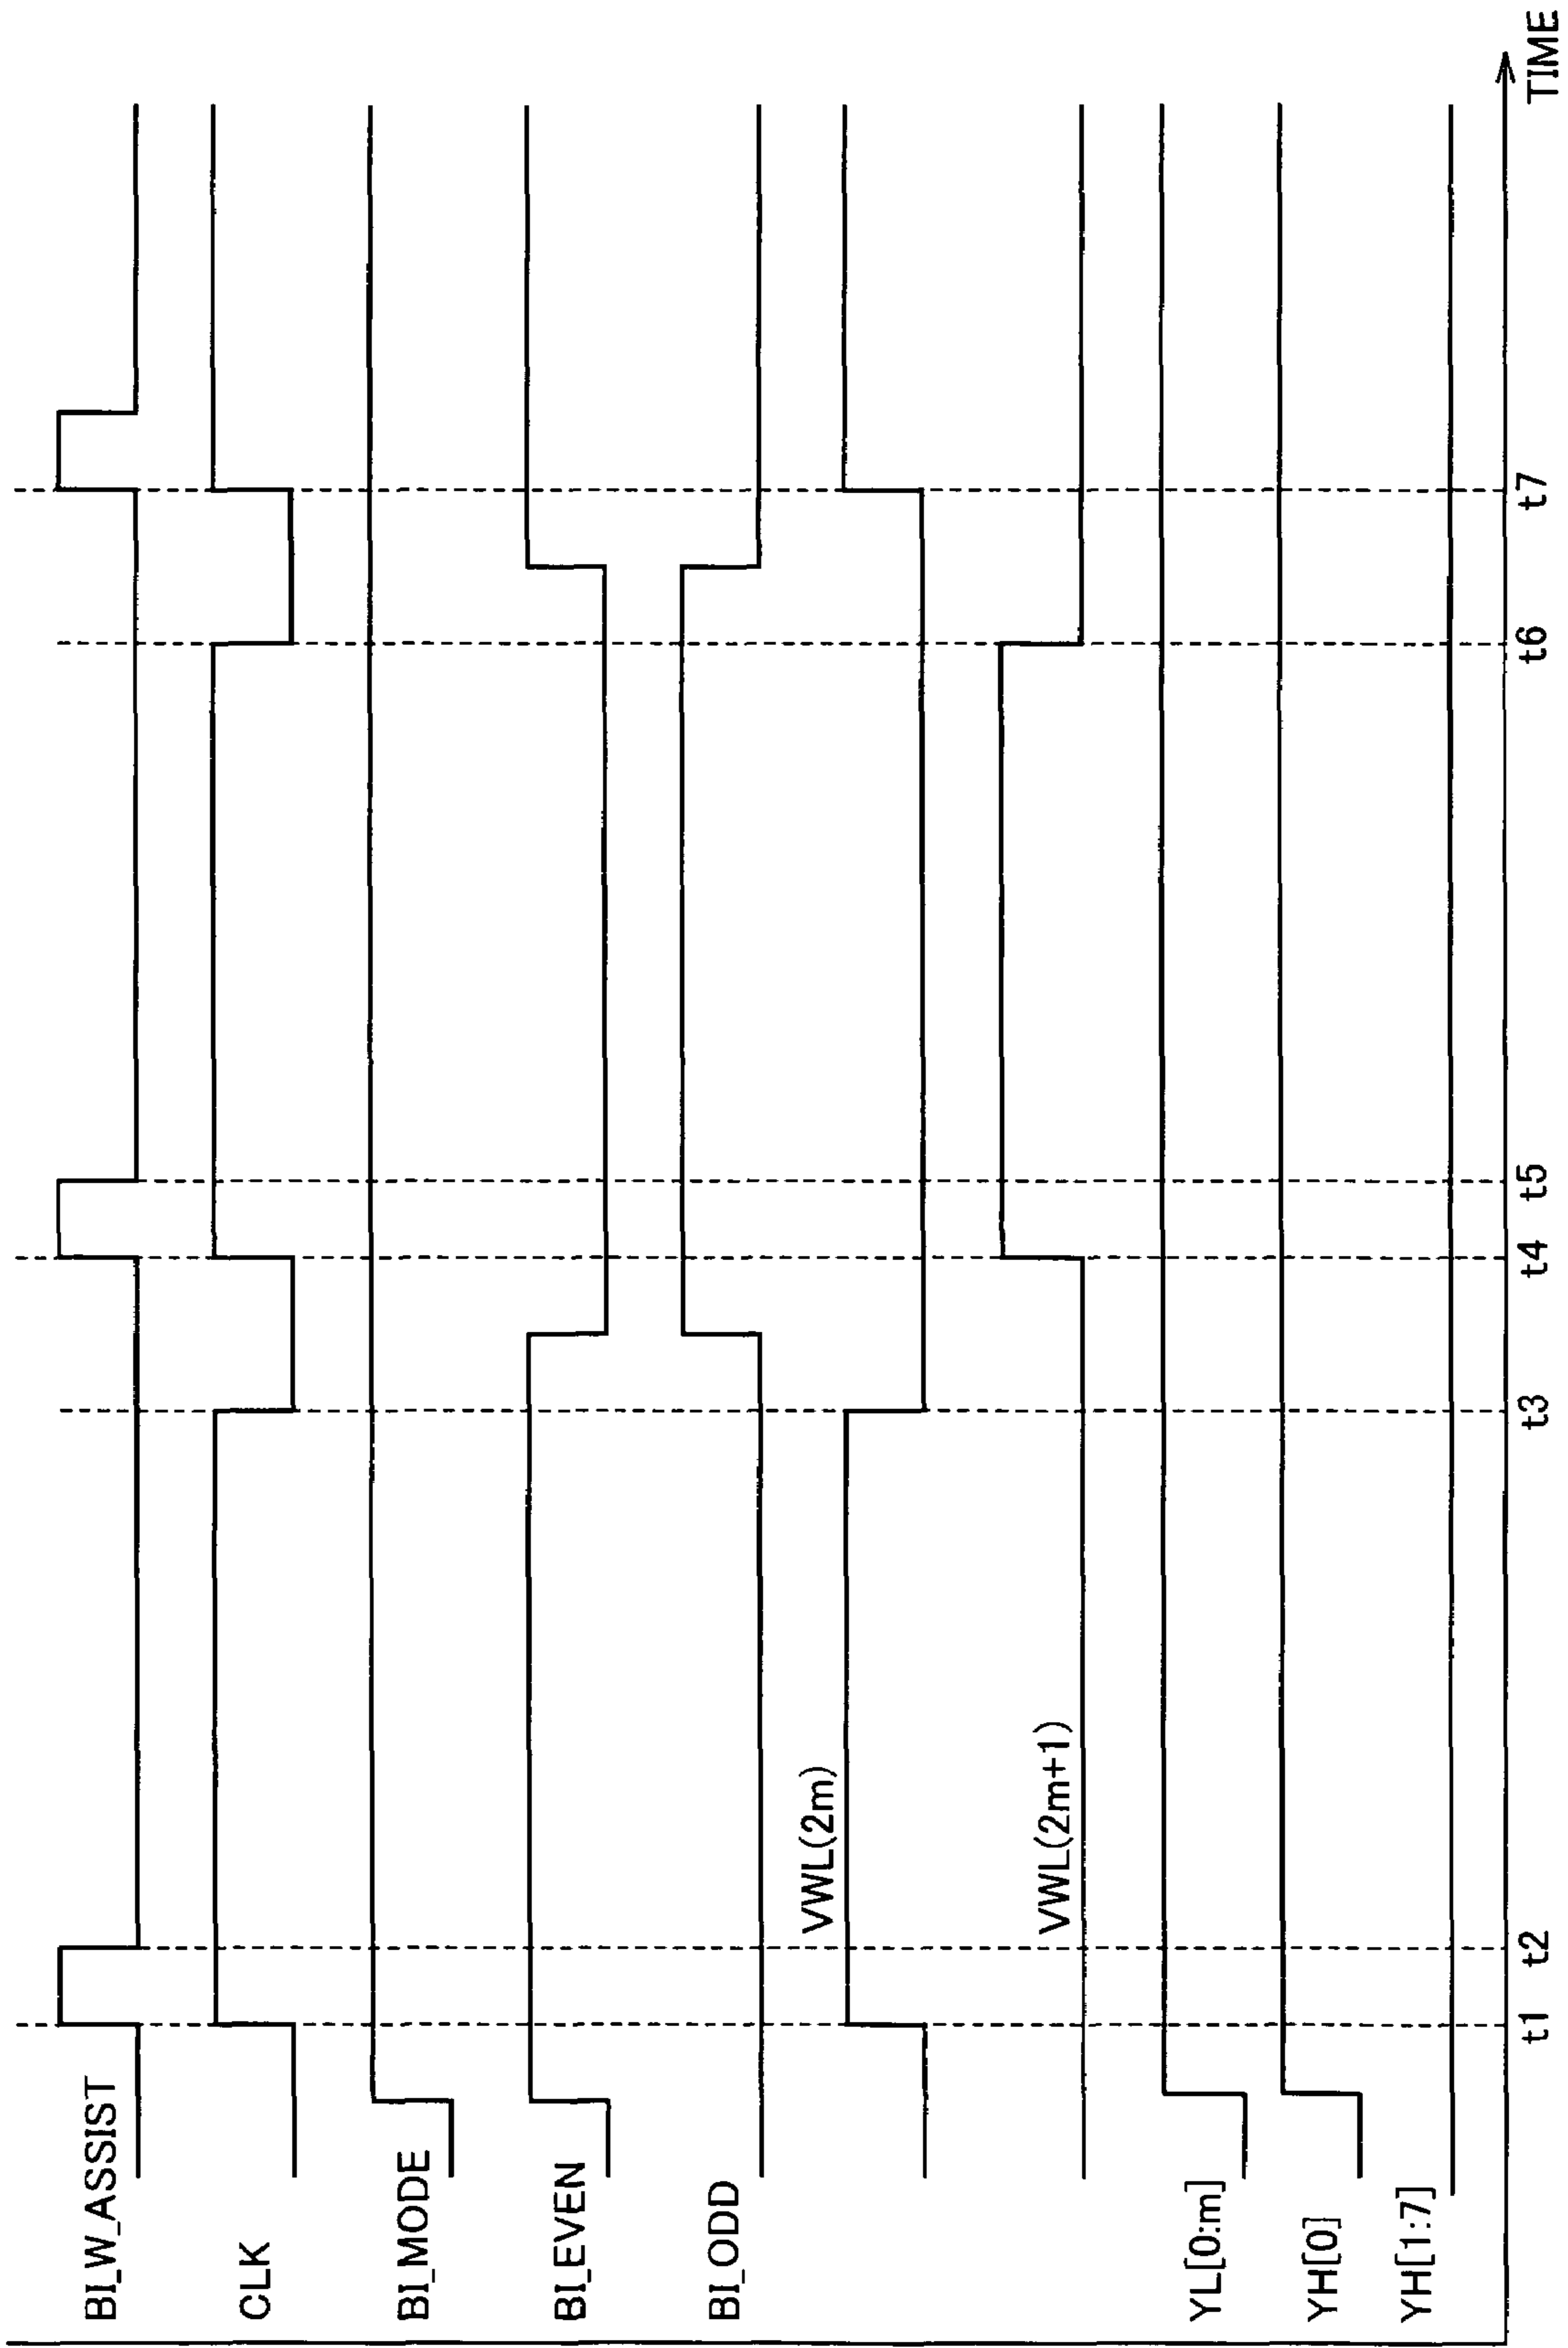 BI_W_ASSIST
CLK
BI_MODE
BI_EVEN
BI_ODD
VWL(2m)
VWL(2m+1)
YL[0:m]
YH[0]
YH[1:7]
t1 t2 t3 t4 t5 t6 t7 TIME